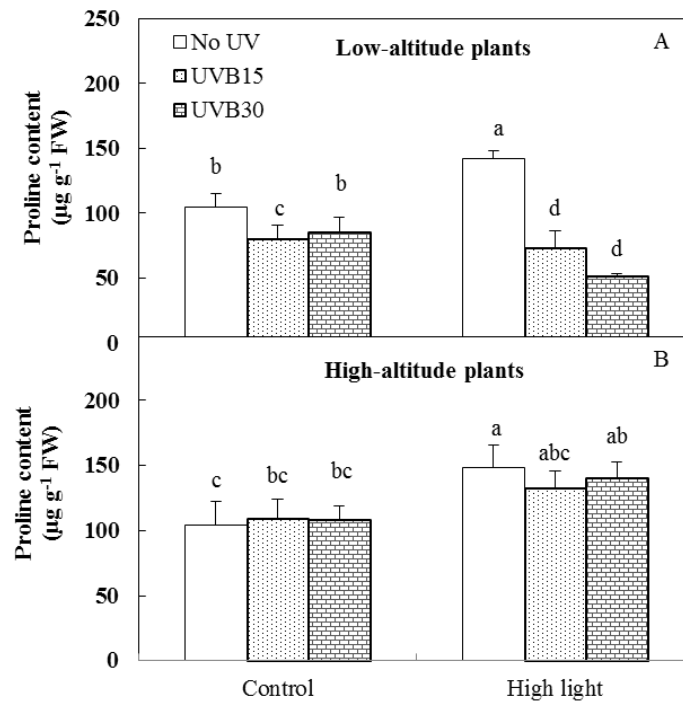 250
No UV
Low-altitude plants
A
200
UVB15
UVB30
Proline content
(µg g-1 FW)
150
a
b
c
b
d
d
100
50
0
High-altitude plants
B
200
Proline content
(µg g-1 FW)
150
a
abc
ab
c
bc
bc
100
50
0
Control
High light